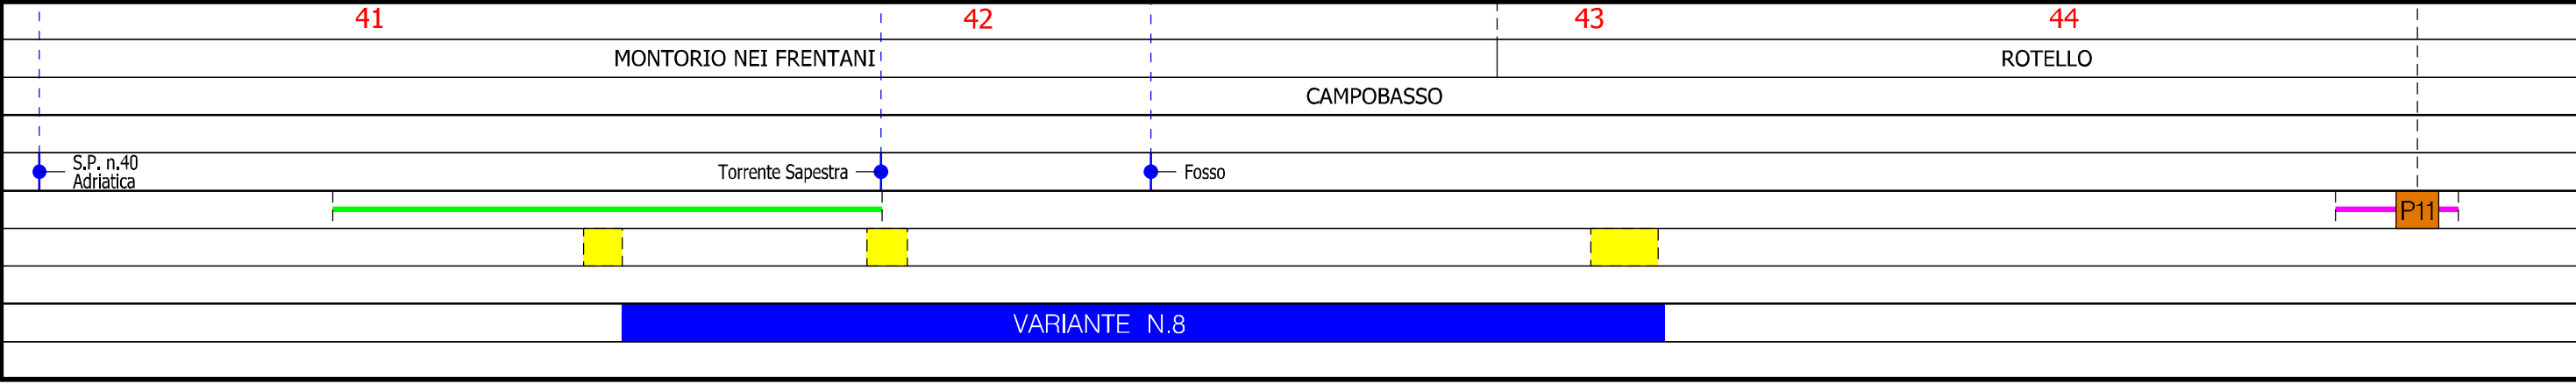 41 42 43 44
MONTORIO NEI FRENTANI ROTELLO
CAMPOBASSO
S.P. n.40
Adriatica
Torrente Sapestra
Fosso
P11
VARIANTE N.8